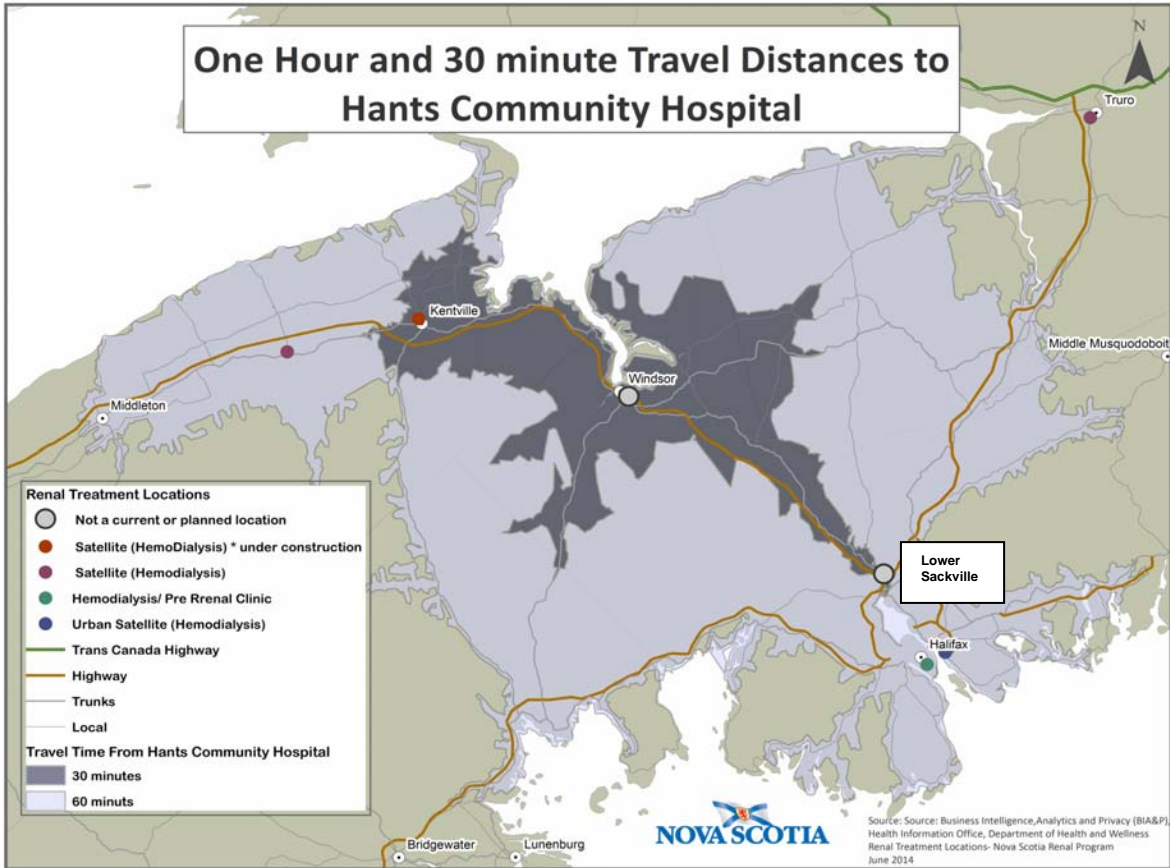 One Hour and 30 minute Travel Distances to
Hants Community Hospital
N
Truro
Kentville
Middle Musquodoboit
Windsor
Middleton
Renal Treatment Locations
Not a current or planned location
Satellite (HemoDialysis) * under construction
Satellite (Hemodialysis)
Hemodialysis/ Pre Rrenal Clinic
Urban Satellite (Hemodialysis)
Trans Canada Highway
Highway
Trunks
Local
Travel Time From Hants Community Hospital
30 minutes
60 minuts
Lower
Sackville
Halifax
Bridgewater
Lunenburg
NOVA SCOTIA
Source: Source: Business Intelligence,Analytics and Privacy (BIA&P),
Health Information Office, Department of Health and Wellness
Renal Treatment Locations- Nova Scotia Renal Program
June 2014